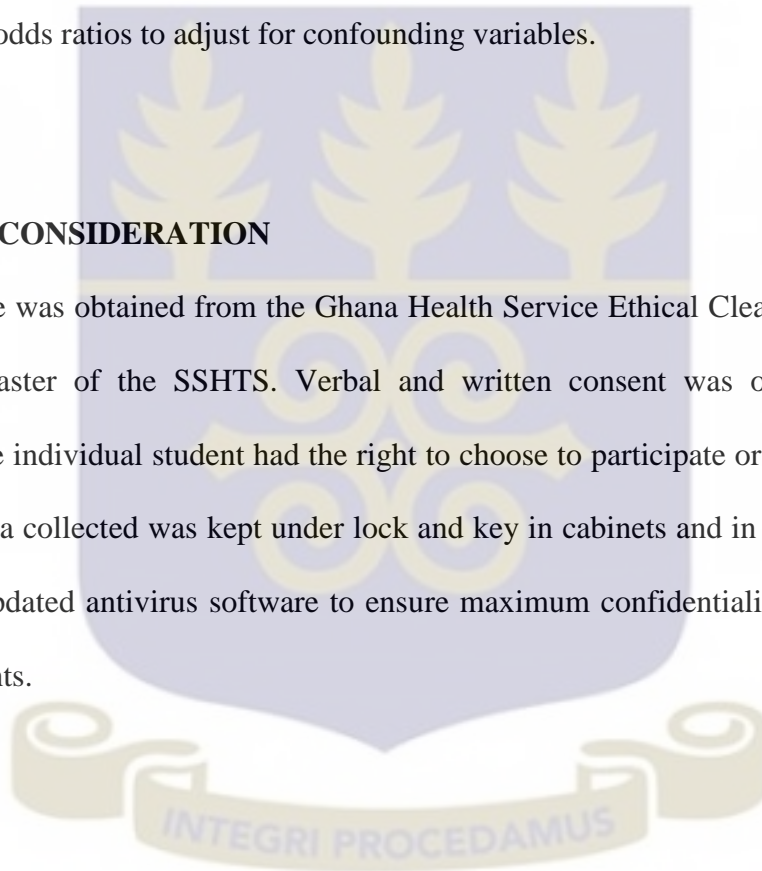 odds ratios to adjust for confounding variables.
CONSIDERATION
e was obtained from the Ghana Health Service Ethical Clea
aster of the SSHTS. Verbal and written consent was o
e individual student had the right to choose to participate or
a collected was kept under lock and key in cabinets and in
pdated antivirus software to ensure maximum confidentiali
nts.
INTEGRI PROCEDAMUS